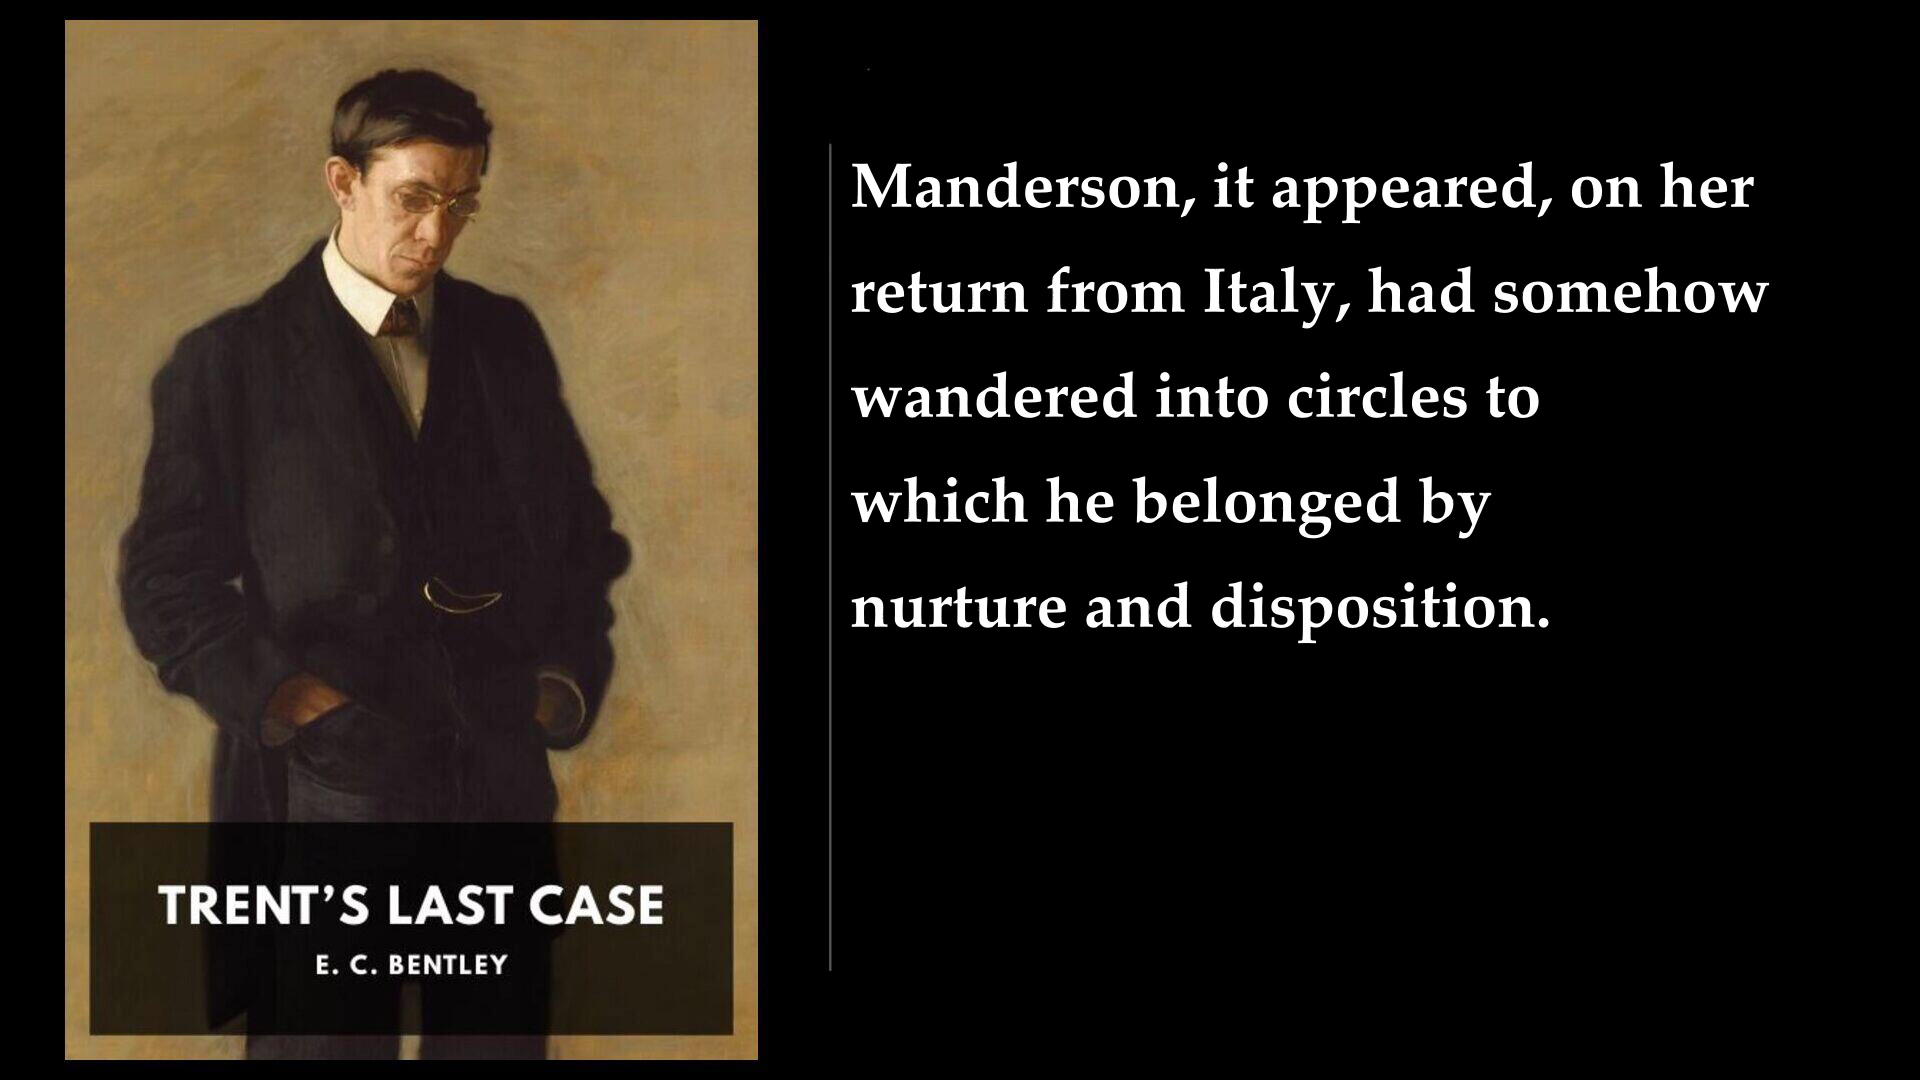 Manderson, it appeared, on her
return from Italy, had somehow
wandered into circles to
which he belonged by
nurture and disposition.
TRENT’S LAST CASE
E. C. BENTLEY